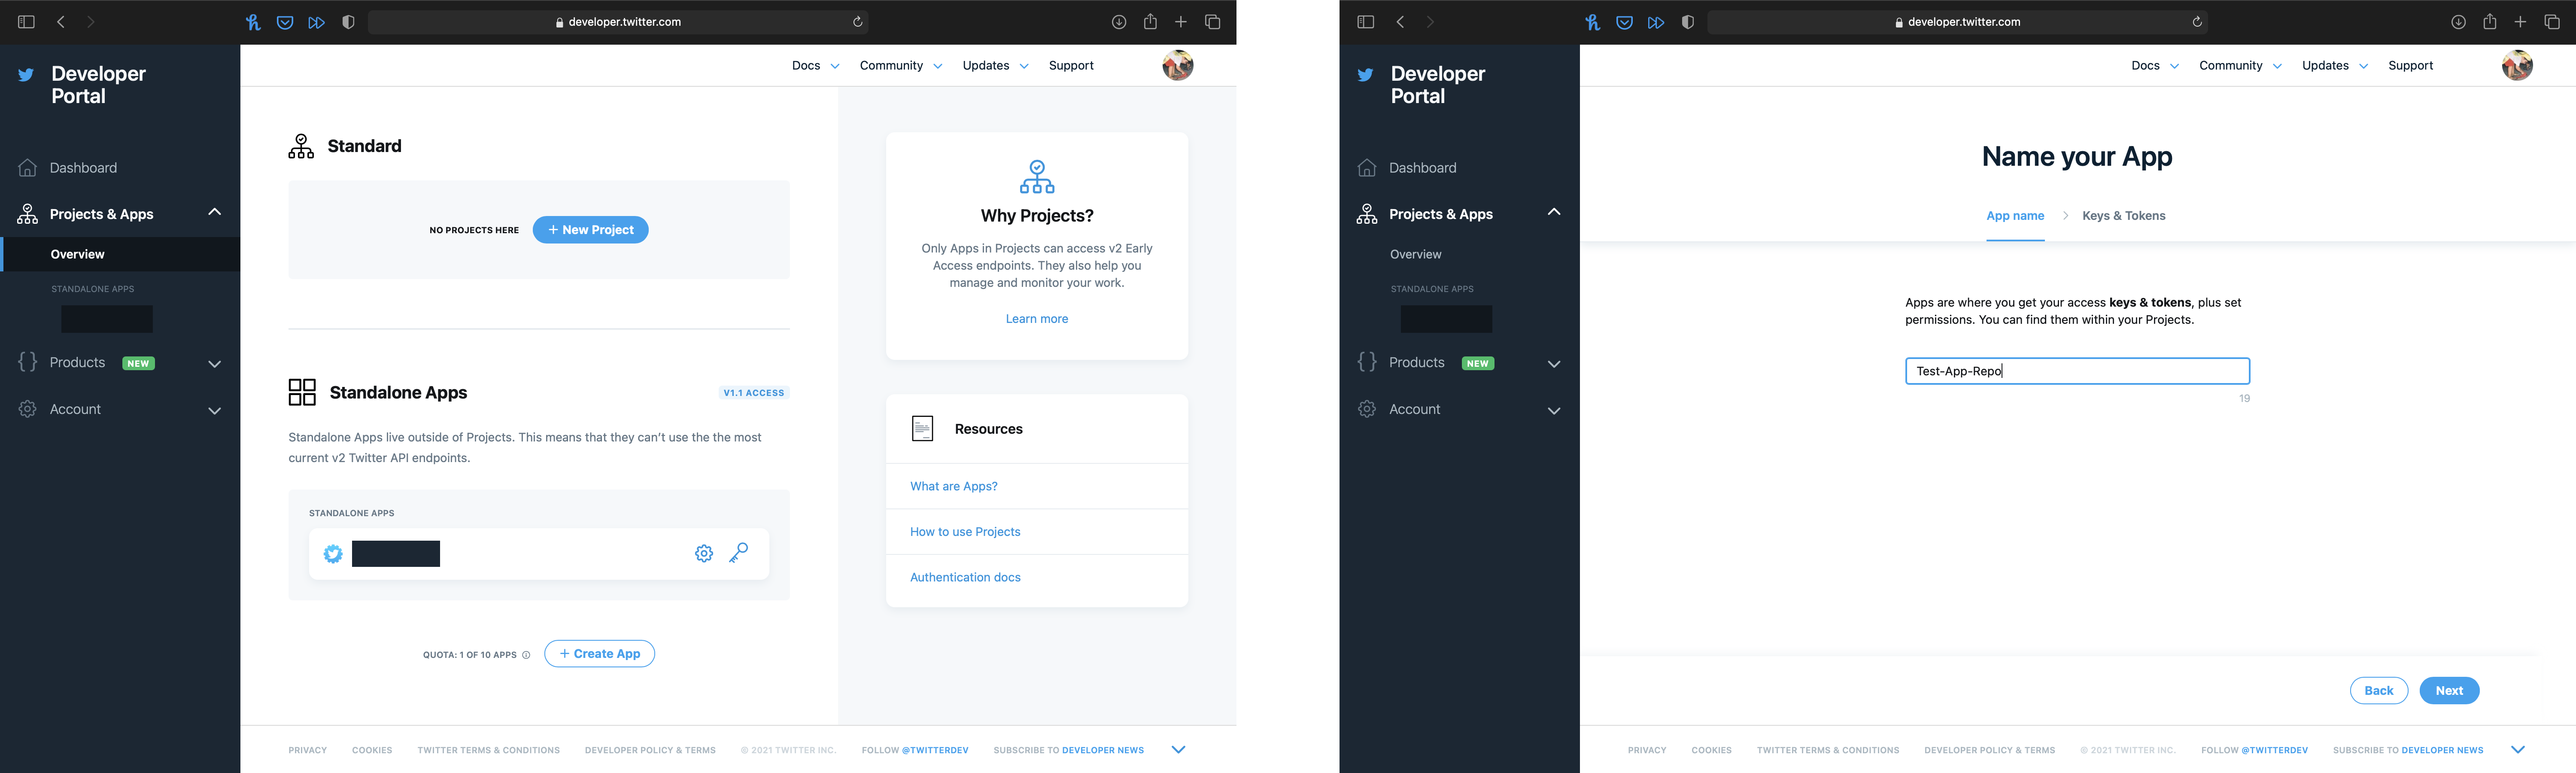 developer.twitter.com
Developer
Portal
Docs
Community
Updates
Support
Dashboard
Projects & Apps
Overview
STANDALONE APPS
Products NEW
Account
Standard
NO PROJECTS HERE
+ New Project
Standalone Apps
V1.1 ACCESS
Standalone Apps live outside of Projects. This means that they can't use the the most
current v2 Twitter API endpoints.
STANDALONE APPS
QUOTA: 1 OF 10 APPS
+ Create App
Why Projects?
Only Apps in Projects can access v2 Early
Access endpoints. They also help you
manage and monitor your work.
Learn more
Resources
What are Apps?
How to use Projects
Authentication docs
PRIVACY
COOKIES
TWITTER TERMS & CONDITIONS
DEVELOPER POLICY & TERMS
© 2021 TWITTER INC.
FOLLOW @TWITTERDEV
SUBSCRIBE TO DEVELOPER NEWS
developer.twitter.com
Developer
Portal
Docs
Community
Updates
Support
Dashboard
Projects & Apps
Overview
STANDALONE APPS
Products NEW
Account
Name your App
App name
Keys & Tokens
Apps are where you get your access keys & tokens, plus set
permissions. You can find them within your Projects.
Test-App-Repo
19
Back
Next
PRIVACY
COOKIES
TWITTER TERMS & CONDITIONS
DEVELOPER POLICY & TERMS
© 2021 TWITTER INC.
FOLLOW @TWITTERDEV
SUBSCRIBE TO DEVELOPER NEWS